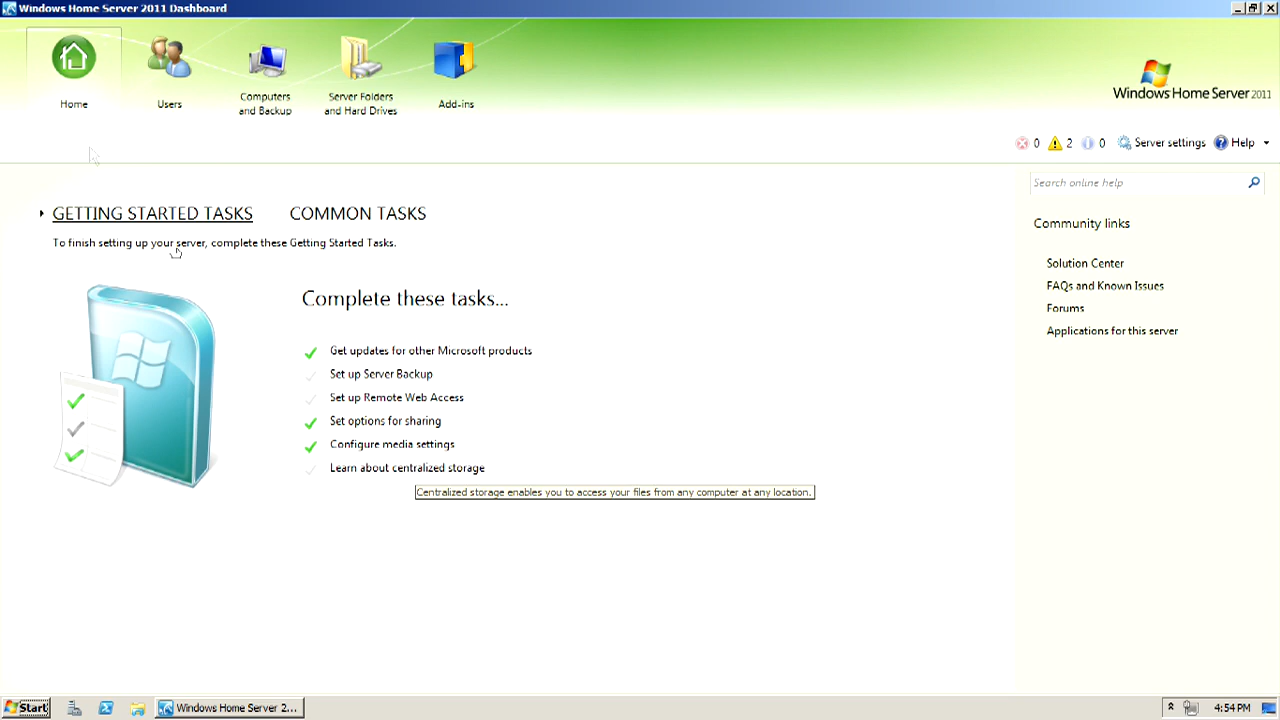 Windows Home Server 2011 Dashboard
Home
Users
Computers
and Backup
Server Folders
and Hard Drives
Add-ins
Windows Home Server 2011
0
2
0
Server settings
Help
Search online help
GETTING STARTED TASKS
COMMON TASKS
To finish setting up your server, complete these Getting Started Tasks.
Community links
Solution Center
FAQs and Known Issues
Forums
Applications for this server
Complete these tasks...
Get updates for other Microsoft products
Set up Server Backup
Set up Remote Web Access
Set options for sharing
Configure media settings
Learn about centralized storage
Centralized storage enables you to access your files from any computer at any location.
Start
Windows Home Server 2...
4:54 PM